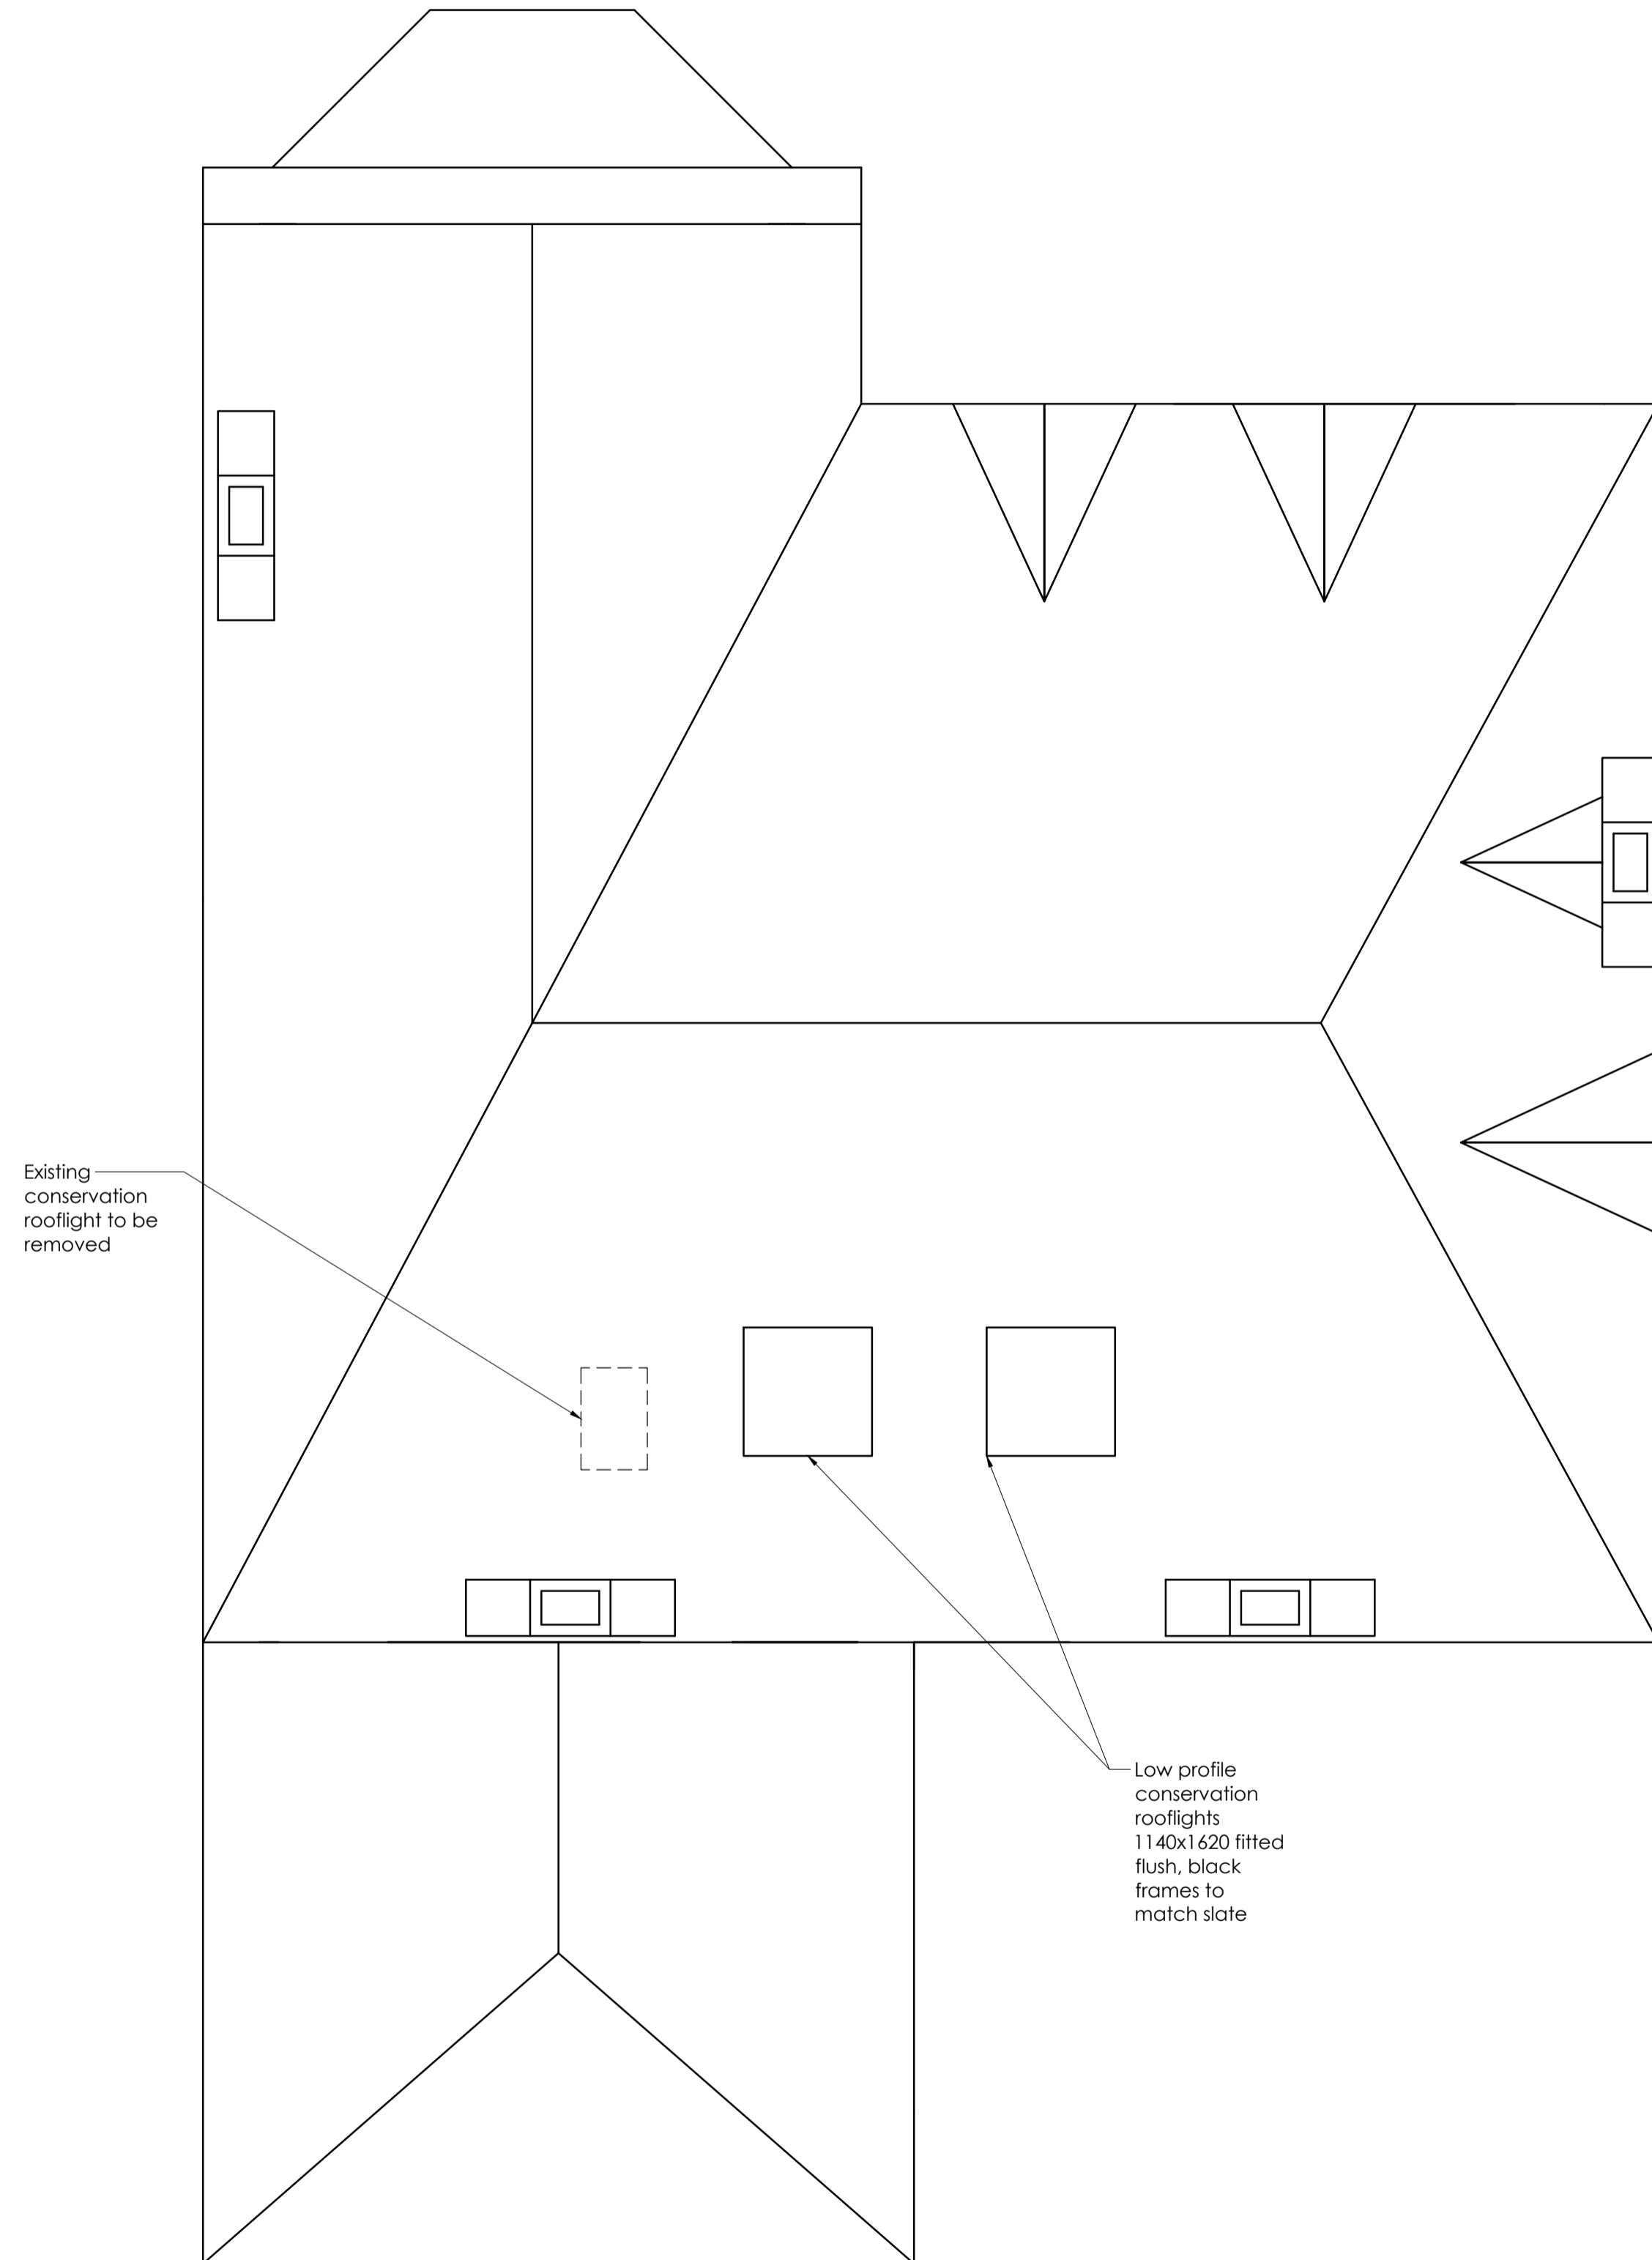 Existing
conservation
rooflight to be
removed
Low profile
conservation
rooflights
1140x1620 fitted
flush, black
frames to
match slate